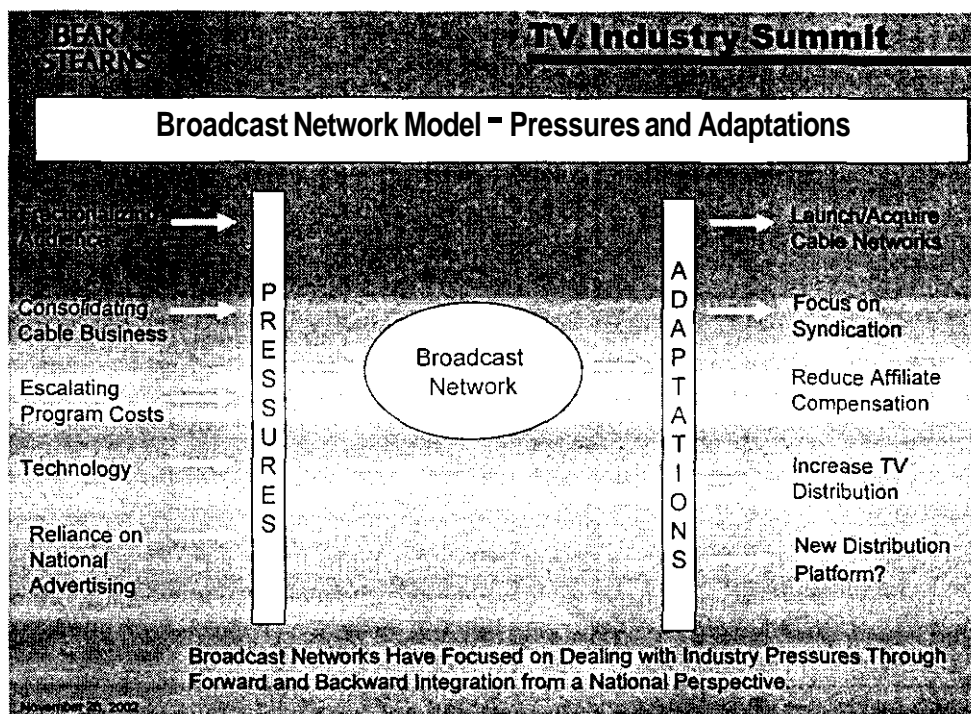 BEAR
STEARNS
TV Industry Summit
Broadcast Network Model - Pressures and Adaptations
Fractionalizing
Audience
Consolidating
Cable Business
Escalating
Program Costs
Technology
Reliance on
National
Advertising
PRESSURES
Broadcast
Network
ADAPTATIONS
Launch/Acquire
Cable Networks
Focus on
Syndication
Reduce Affiliate
Compensation
Increase TV
Distribution
New Distribution
Platform?
Broadcast Networks Have Focused on Dealing with Industry Pressures Through
Forward and Backward Integration from a National Perspective.
November 20, 2002